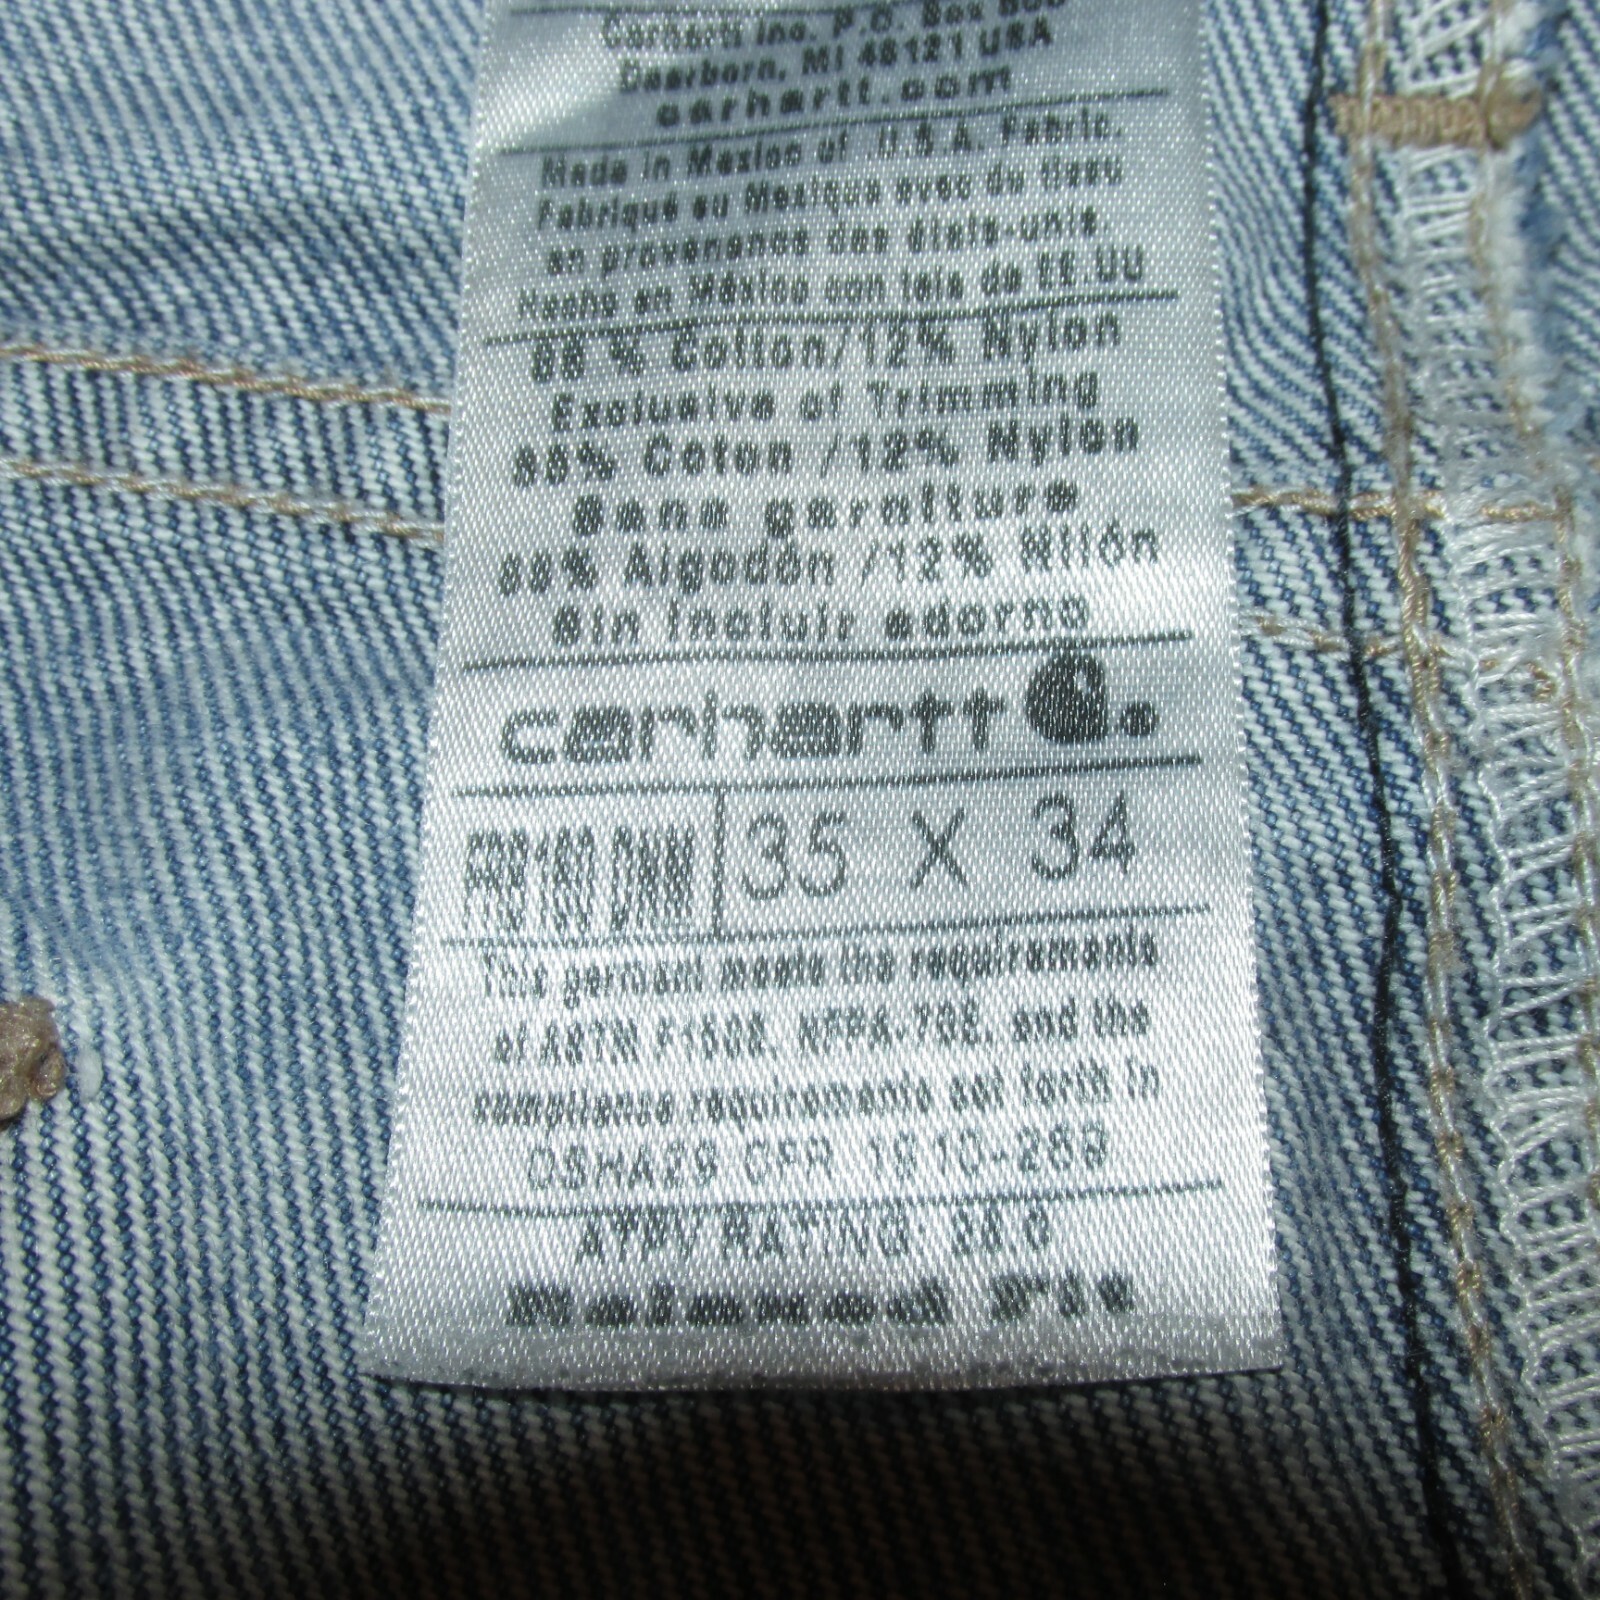 Carhartt Inc. P.O. Box 600
Dearborn, MI 48121 USA
carhartt.com
Made in Mexico of U.S.A. Fabric.
Fabriqué au Mexique avec du tissu
en provenance des états-unis
Hecho en México con tela de EE.UU
88 % Cotton/12% Nylon
Exclusive of Trimming
88% Coton /12% Nylon
Sans garniture
88% Algodón /12% Nilón
Sin incluir adorno
carhartt
35 X 34
This garment meets the requirements
of ASTM F1506, NFPA-70E, and the
compliance requirements set forth in
OSHA29 CFR 1910-269
ATPV RATING: